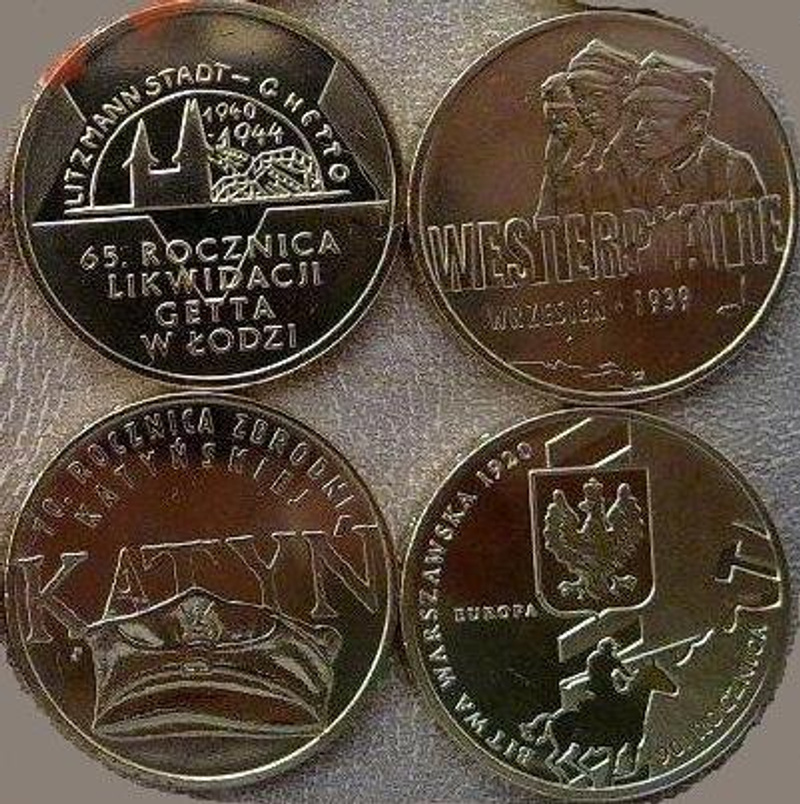 LITZMANNSTADT - GHETTO
1940
1944
65. ROCZNICA
LIKWIDACJI
GETTA
W ŁODZI
WESTERPLATTE
WRZESIEŃ · 1939
70. ROCZNICA ZBRODNI
KATYŃSKIEJ
KATYŃ
BITWA WARSZAWSKA 1920
EUROPA
90. ROCZNICA